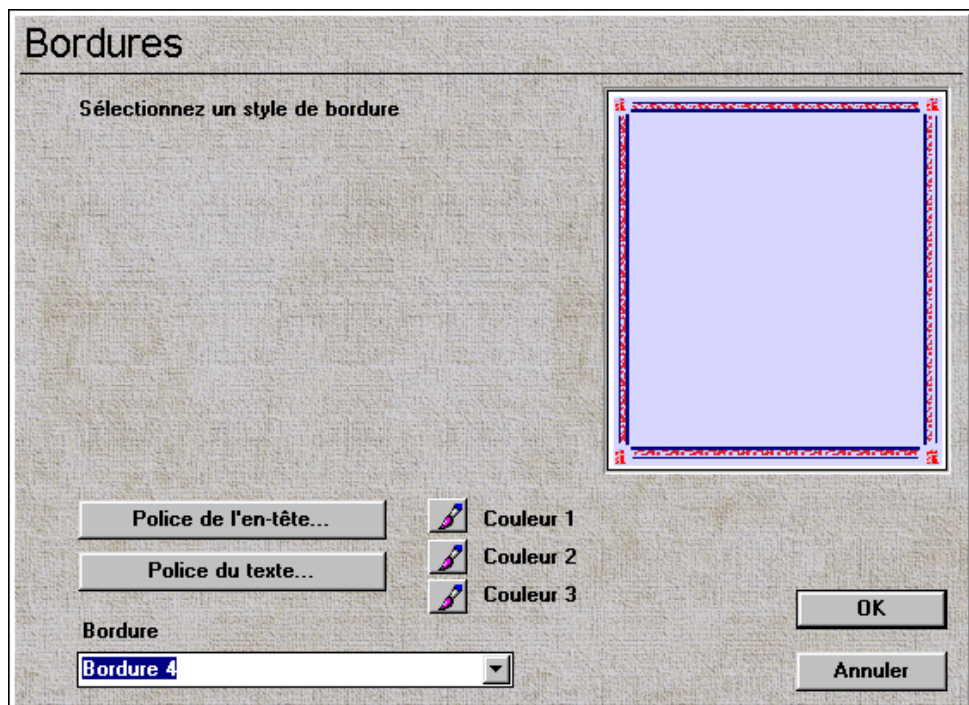 Bordures
Sélectionnez un style de bordure
Police de l'en-tête...
Couleur 1
Police du texte...
Couleur 2
Couleur 3
Bordure
OK
Bordure 4
Annuler